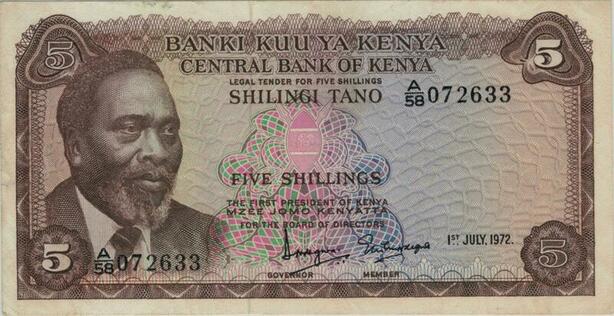 5 BANKI KUU YA KENYA 5
CENTRAL BANK OF KENYA
LEGAL TENDER FOR FIVE SHILLINGS
SHILINGI TANO A/58 072633
FIVE SHILLINGS
THE FIRST PRESIDENT OF KENYA
MZEE JOMO KENYATTA
FOR THE BOARD OF DIRECTORS
1ST JULY, 1972.
5 A/58 072633 5
GOVERNOR MEMBER